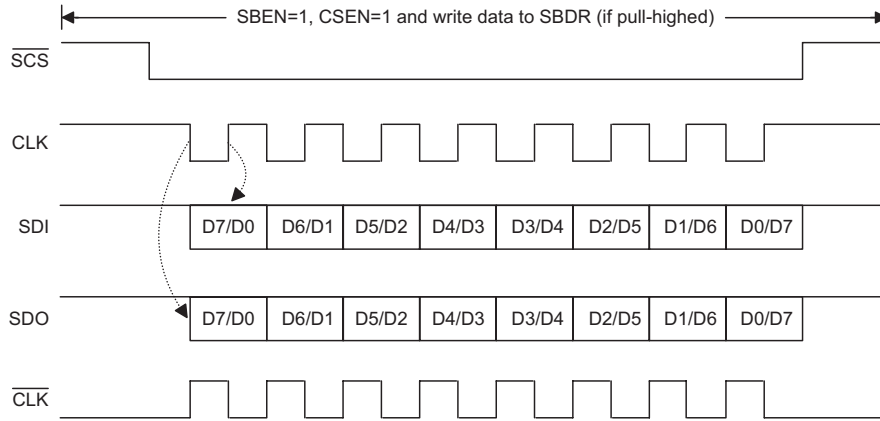 SBEN=1, CSEN=1 and write data to SBDR (if pull-highed)
SCS
CLK
SDI D7/D0 D6/D1 D5/D2 D4/D3 D3/D4 D2/D5 D1/D6 D0/D7
SDO D7/D0 D6/D1 D5/D2 D4/D3 D3/D4 D2/D5 D1/D6 D0/D7
CLK